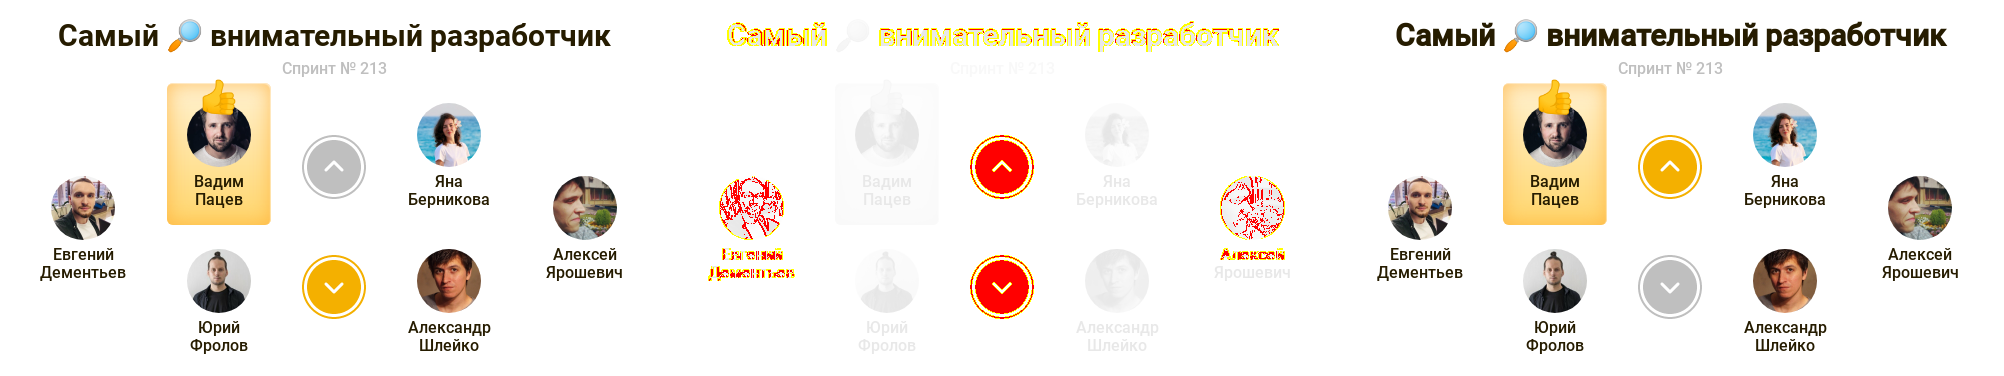 Самый 🔎 внимательный разработчик
Спринт № 213
Вадим
Пацев
Яна
Берникова
Евгений
Дементьев
Алексей
Ярошевич
Юрий
Фролов
Александр
Шлейко
Самый 🔎 внимательный разработчик
Спринт № 213
Вадим
Пацев
Яна
Берникова
Евгений
Дементьев
Алексей
Ярошевич
Юрий
Фролов
Александр
Шлейко
Самый 🔎 внимательный разработчик
Спринт № 213
Вадим
Пацев
Яна
Берникова
Евгений
Дементьев
Алексей
Ярошевич
Юрий
Фролов
Александр
Шлейко